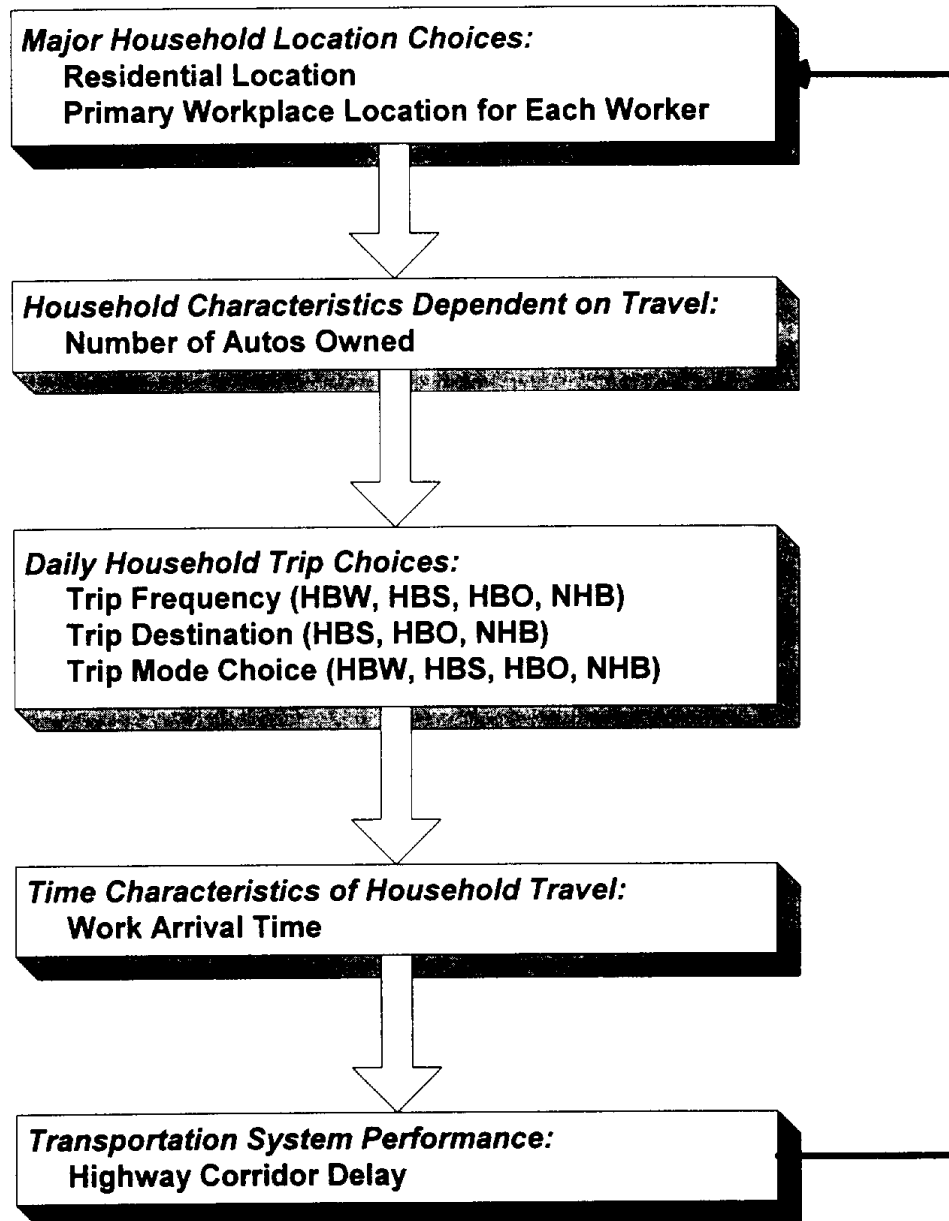 Major Household Location Choices:
Residential Location
Primary Workplace Location for Each Worker
Household Characteristics Dependent on Travel:
Number of Autos Owned
Daily Household Trip Choices:
Trip Frequency (HBW, HBS, HBO, NHB)
Trip Destination (HBS, HBO, NHB)
Trip Mode Choice (HBW, HBS, HBO, NHB)
Time Characteristics of Household Travel:
Work Arrival Time
Transportation System Performance:
Highway Corridor Delay